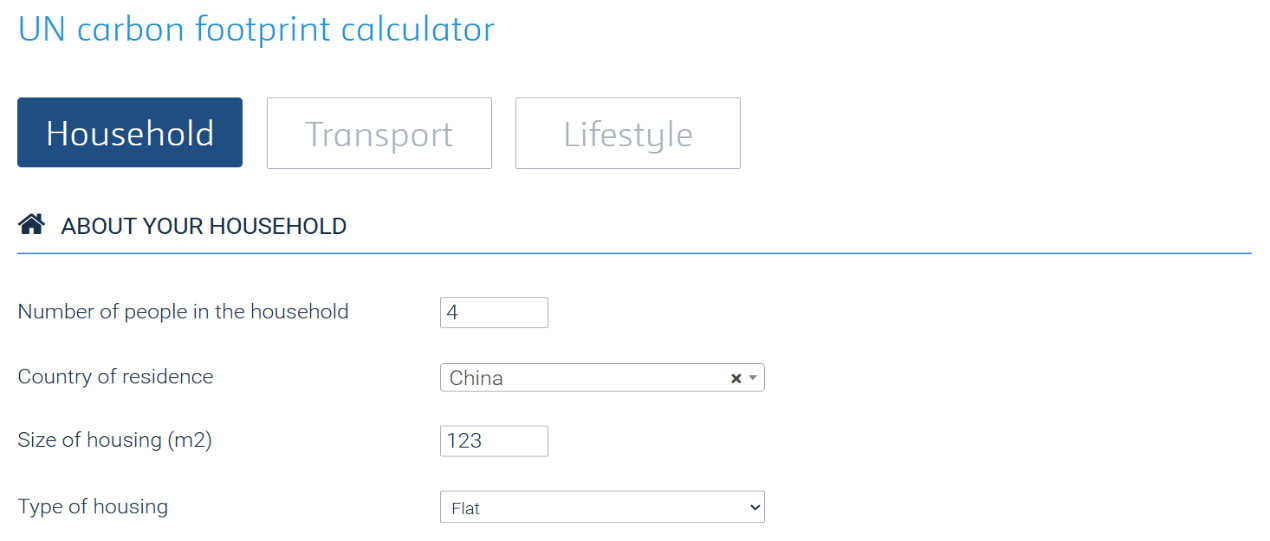 UN carbon footprint calculator
Household Transport Lifestyle
ABOUT YOUR HOUSEHOLD
Number of people in the household 4
Country of residence China ×
Size of housing (m2) 123
Type of housing Flat